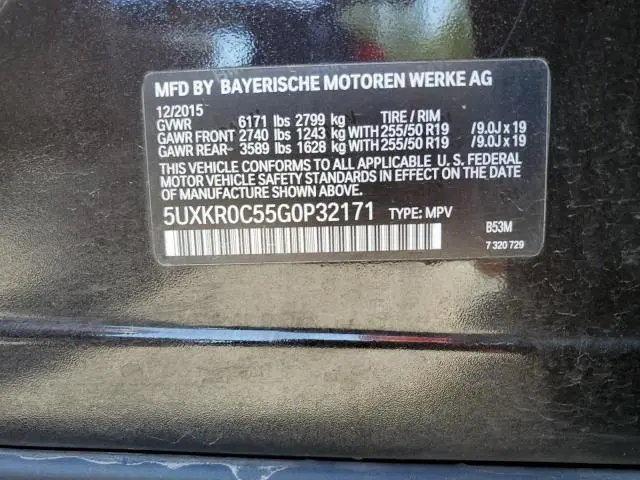 MFD BY BAYERISCHE MOTOREN WERKE AG
12/2015
GVWR 6171 lbs 2799 kg TIRE / RIM
GAWR FRONT 2740 lbs 1243 kg WITH 255/50 R19 /9.0J x 19
GAWR REAR- 3589 lbs 1628 kg WITH 255/50 R19 /9.0J x 19
THIS VEHICLE CONFORMS TO ALL APPLICABLE U. S. FEDERAL
MOTOR VEHICLE SAFETY STANDARDS IN EFFECT ON THE DATE OF
MANUFACTURE SHOWN ABOVE.
5UXKR0C55G0P32171 TYPE: MPV
B53M
7 320 729